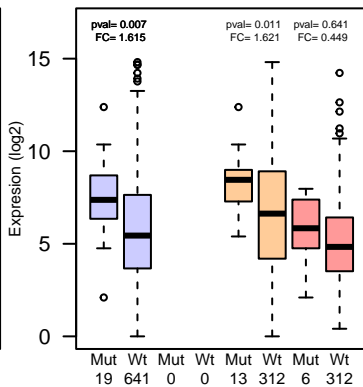 pval= 0.007 pval= 0.011 pval= 0.641
FC= 1.615 FC= 1.621 FC= 0.449
15
10
5
0
Expresion (log2)
Mut Wt Mut Wt Mut Wt Mut Wt
19 641 0 0 13 312 6 312